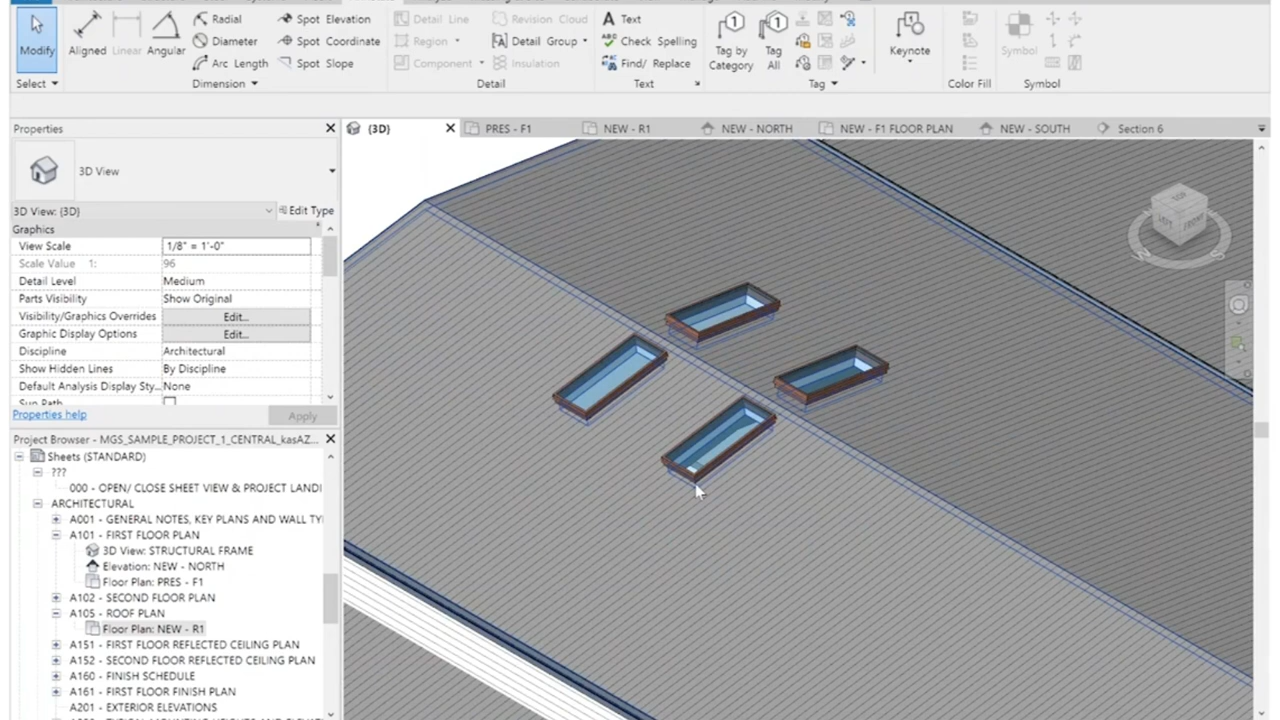 Modify
Aligned
Linear
Angular
Radial
Diameter
Arc Length
Spot Elevation
Spot Coordinate
Spot Slope
Detail Line
Region
Component
Revision Cloud
Detail Group
Insulation
A Text
ABC Check Spelling
Find/ Replace
Tag by
Category
Tag
All
Keynote
Symbol
Select
Dimension
Detail
Text
Tag
Color Fill
Symbol
Properties
(3D)
PRES - F1
NEW - R1
NEW - NORTH
NEW - F1 FLOOR PLAN
NEW - SOUTH
Section 6
3D View
3D View: {3D}
Edit Type
Graphics
View Scale 1/8" = 1'-0"
Scale Value 1: 96
Detail Level Medium
Parts Visibility Show Original
Visibility/Graphics Overrides Edit...
Graphic Display Options Edit...
Discipline Architectural
Show Hidden Lines By Discipline
Default Analysis Display Sty... None
Sun Path
Properties help
Apply
TOP
LEFT
FRONT
W
S
Project Browser - MGS_SAMPLE_PROJECT_1_CENTRAL_kasAZ...
Sheets (STANDARD)
???
000 - OPEN/ CLOSE SHEET VIEW & PROJECT LANDI
ARCHITECTURAL
A001 - GENERAL NOTES, KEY PLANS AND WALL TY
A101 - FIRST FLOOR PLAN
3D View: STRUCTURAL FRAME
Elevation: NEW - NORTH
Floor Plan: PRES - F1
A102 - SECOND FLOOR PLAN
A105 - ROOF PLAN
Floor Plan: NEW - R1
A151 - FIRST FLOOR REFLECTED CEILING PLAN
A152 - SECOND FLOOR REFLECTED CEILING PLAN
A160 - FINISH SCHEDULE
A161 - FIRST FLOOR FINISH PLAN
A201 - EXTERIOR ELEVATIONS